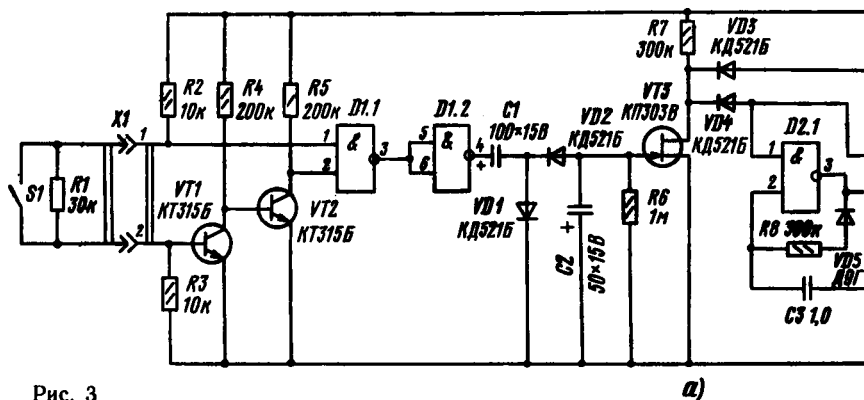 R7
300к
VD3
КД521Б
R2
10к
R4
200к
R5
200к
D1.1
D1.2
C1
100×15В
VD2
КД521Б
VT3
КП303В
VD4
КД521Б
X1
1
1
&
3
2
5
&
4
6
+
D2.1
1
&
3
2
S1
R1
30к
VT1
КТ315Б
VT2
КТ315Б
VD1
КД521Б
C2
+
50×15В
R6
1м
R8 300к
VD5
Д9Г
2
R3
10к
C3 1,0
Рис. 3
а)